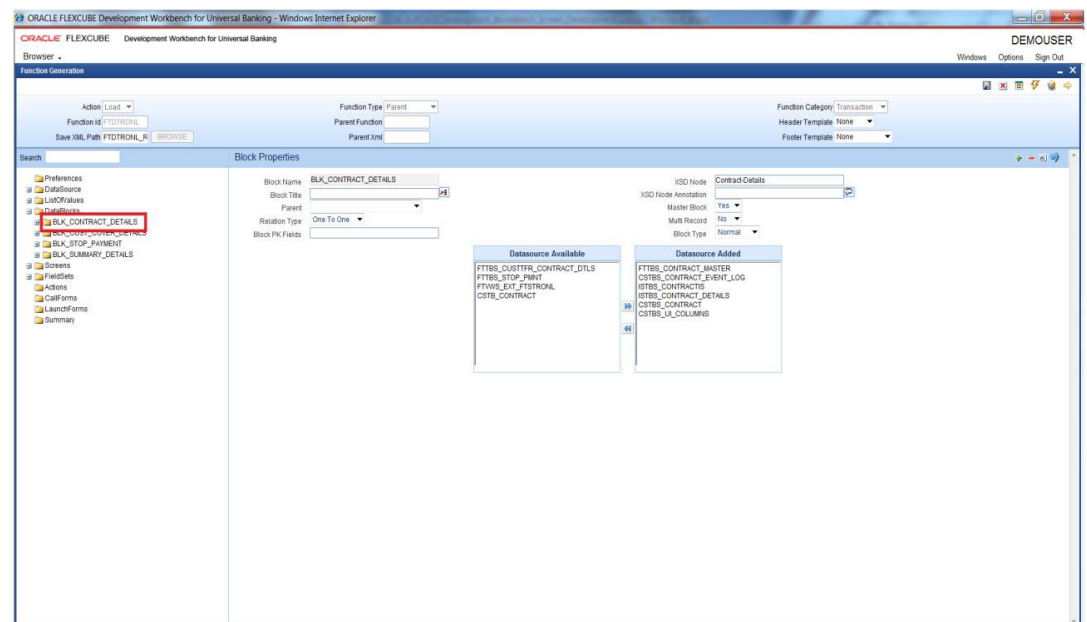 ORACLE FLEXCUBE Development Workbench for Universal Banking - Windows Internet Explorer
ORACLE FLEXCUBE Development Workbench for Universal Banking
DEMOUSER
Browser
Windows Options Sign Out
Function Generation
Action Load
Function Type Parent
Function Category Transaction
Function Id FTDTRONL
Parent Function
Header Template None
Save XML Path FTDTRONL_R BROWSE
Parent Xml
Footer Template None
Search
Block Properties
Preferences
DataSource
ListOfValues
DataBlocks
BLK_CONTRACT_DETAILS
BLK_CUST_COVER_DETAILS
BLK_STOP_PAYMENT
BLK_SUMMARY_DETAILS
Screens
FieldSets
Actions
CallForms
LaunchForms
Summary
Block Name BLK_CONTRACT_DETAILS
XSD Node Contract-Details
Block Title
XSD Node Annotation
Parent
Master Block Yes
Relation Type One To One
Multi Record No
Block PK Fields
Block Type Normal
Datasource Available
FTTBS_CUSTTFR_CONTRACT_DTLS
FTTBS_STOP_PMNT
FTVWS_EXT_FTSTRONL
CSTB_CONTRACT
Datasource Added
FTTBS_CONTRACT_MASTER
CSTBS_CONTRACT_EVENT_LOG
ISTBS_CONTRACTIS
ISTBS_CONTRACT_DETAILS
CSTBS_CONTRACT
CSTBS_UI_COLUMNS